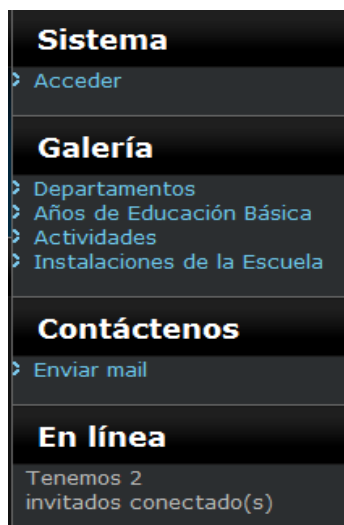 Sistema
Acceder
Galería
Departamentos
Años de Educación Básica
Actividades
Instalaciones de la Escuela
Contáctenos
Enviar mail
En línea
Tenemos 2
invitados conectado(s)